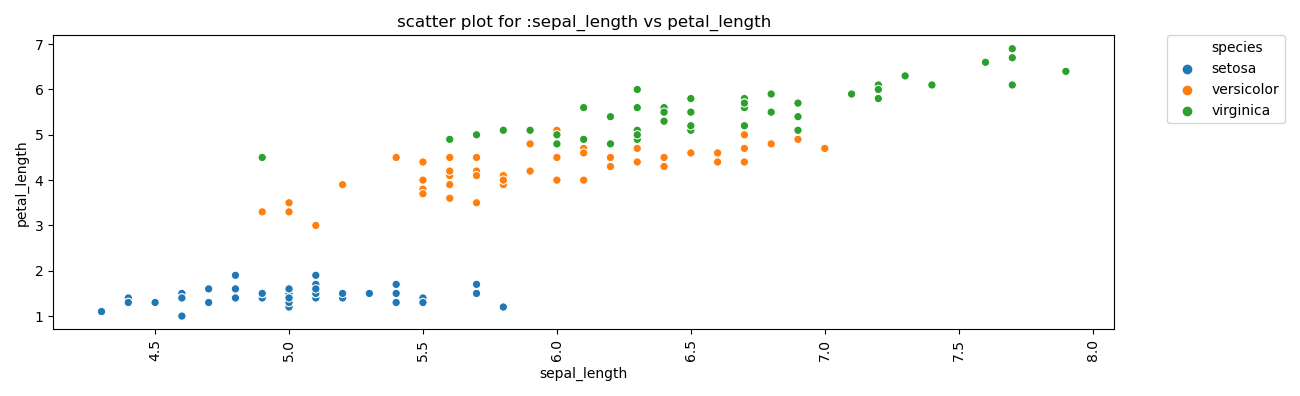 scatter plot for :sepal_length vs petal_length
petal_length
7
6
5
4
3
2
1
4.5
5.0
5.5
6.0
6.5
7.0
7.5
8.0
sepal_length
species
setosa
versicolor
virginica